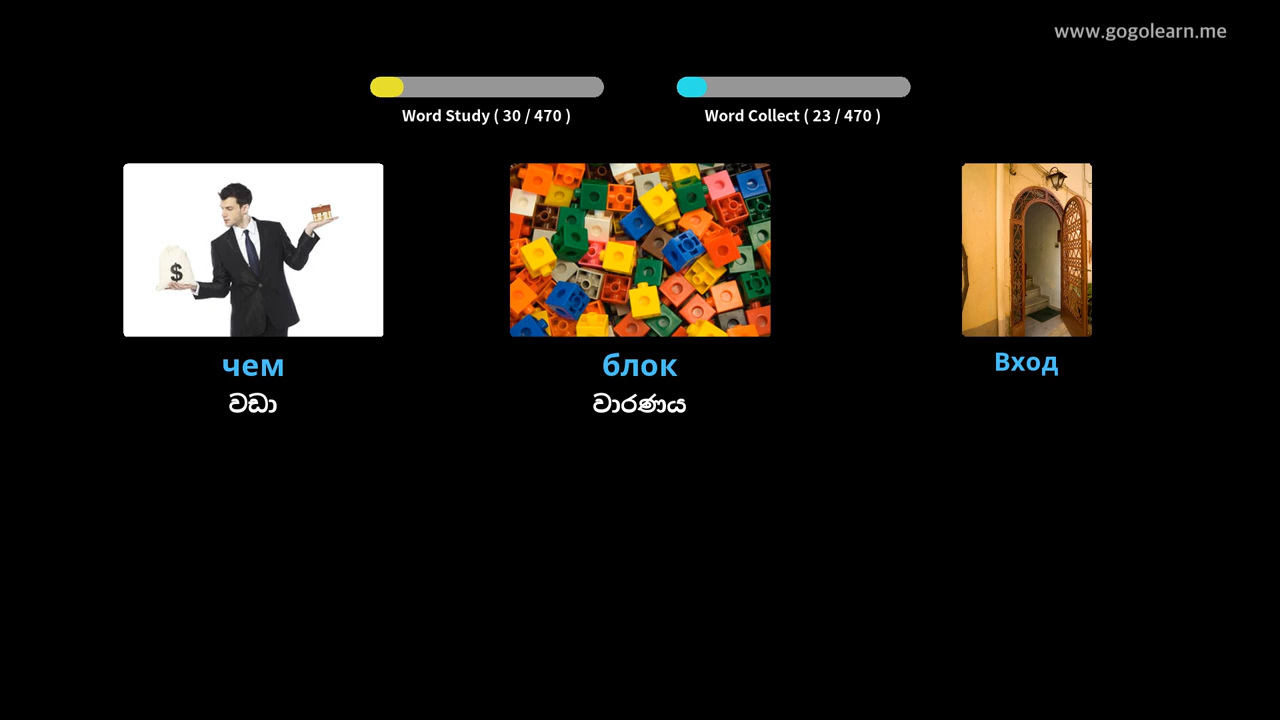 www.gogolearn.me
Word Study ( 30 / 470 )
Word Collect ( 23 / 470 )
$
чем
блок
Вход
වඩා
වාරණය